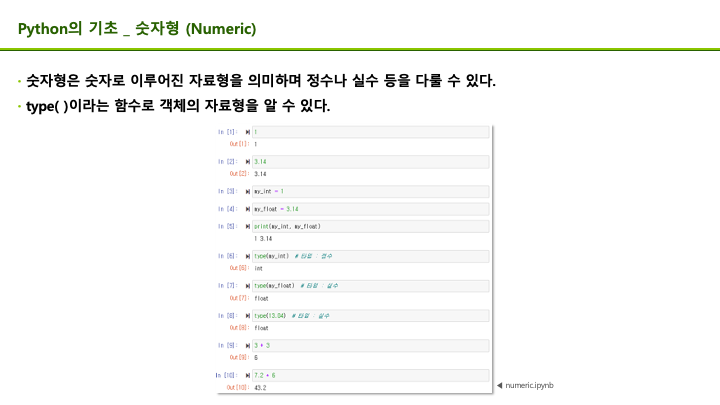 Python의 기초 _ 숫자형 (Numeric)
• 숫자형은 숫자로 이루어진 자료형을 의미하며 정수나 실수 등을 다룰 수 있다.
• type( )이라는 함수로 객체의 자료형을 알 수 있다.
In [1]: 1
Out[1]: 1
In [2]: 3.14
Out[2]: 3.14
In [3]: my_int = 1
In [4]: my_float = 3.14
In [5]: print(my_int, my_float)
1 3.14
In [6]: type(my_int) # 타입 : 정수
Out[6]: int
In [7]: type(my_float) # 타입 : 실수
Out[7]: float
In [8]: type(13.04) # 타입 : 실수
Out[8]: float
In [9]: 3 + 3
Out[9]: 6
In [10]: 7.2 * 6
Out[10]: 43.2
◀ numeric.ipynb